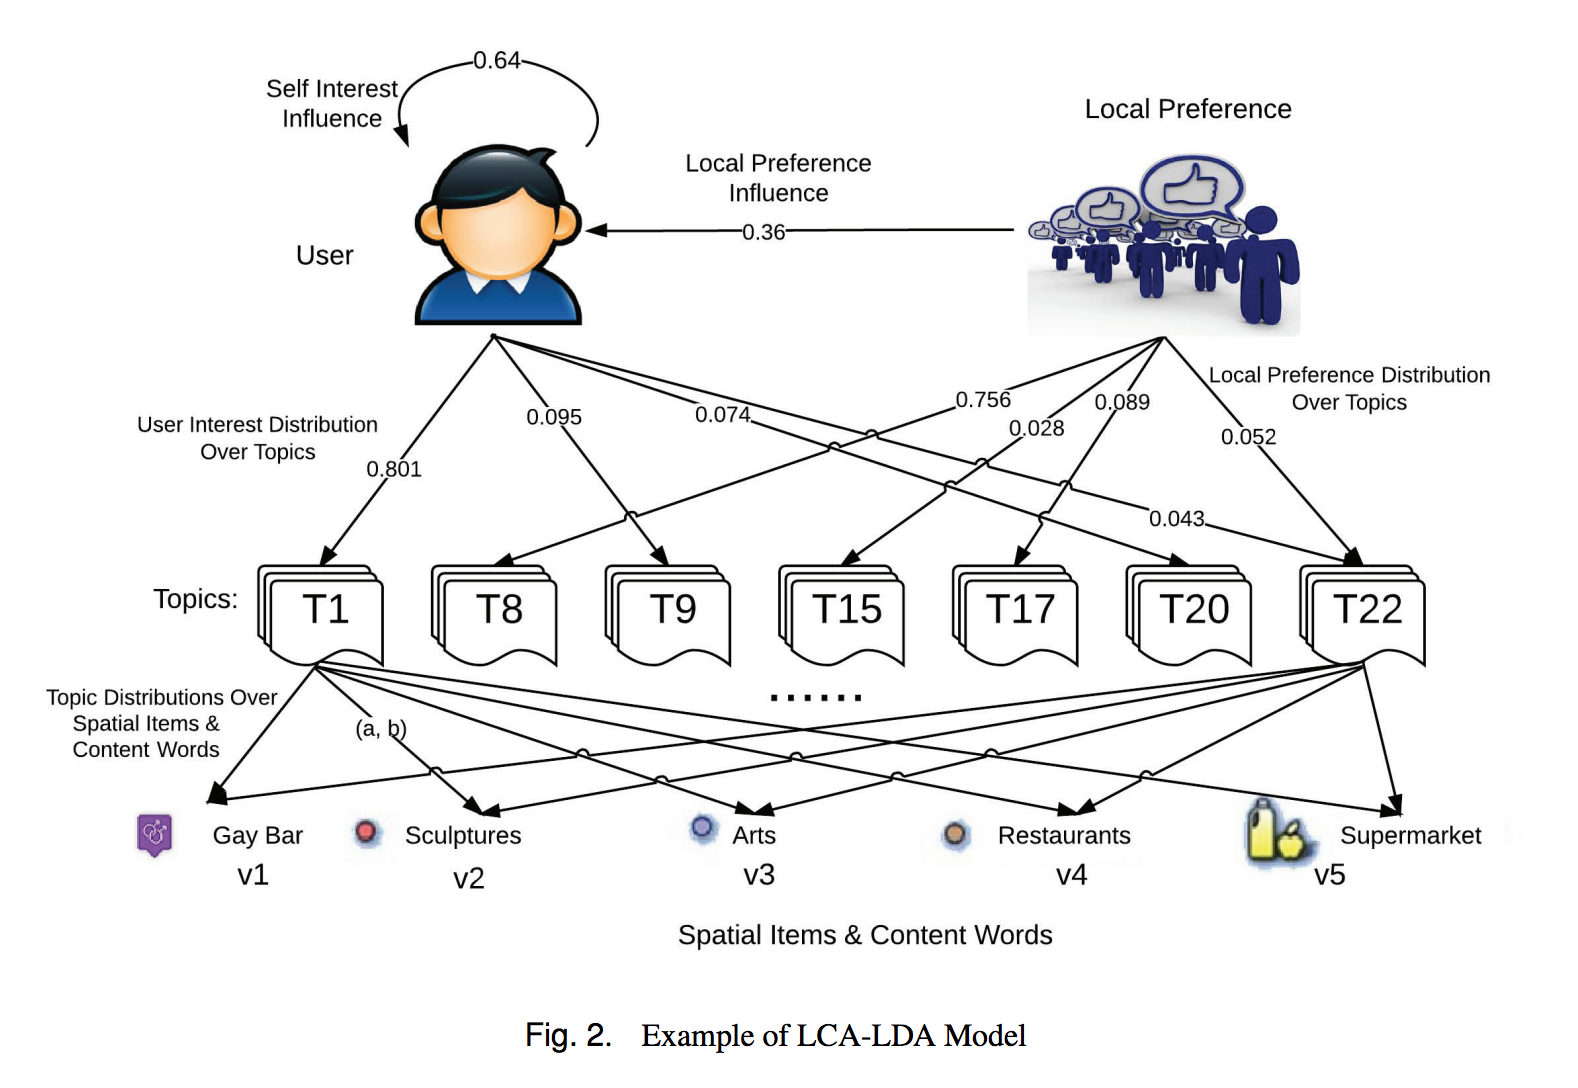 0.64
Self Interest
Influence
Local Preference
Local Preference
Influence
0.36
User
Local Preference Distribution
Over Topics
0.756
0.089
0.095
0.074
0.028
User Interest Distribution
Over Topics
0.052
0.801
0.043
Topics:
T1
T8
T9
T15
T17
T20
T22
......
Topic Distributions Over
Spatial Items &
Content Words
(a, b)
Gay Bar
Sculptures
Arts
Restaurants
Supermarket
v1
v2
v3
v4
v5
Spatial Items & Content Words
Fig. 2. Example of LCA-LDA Model